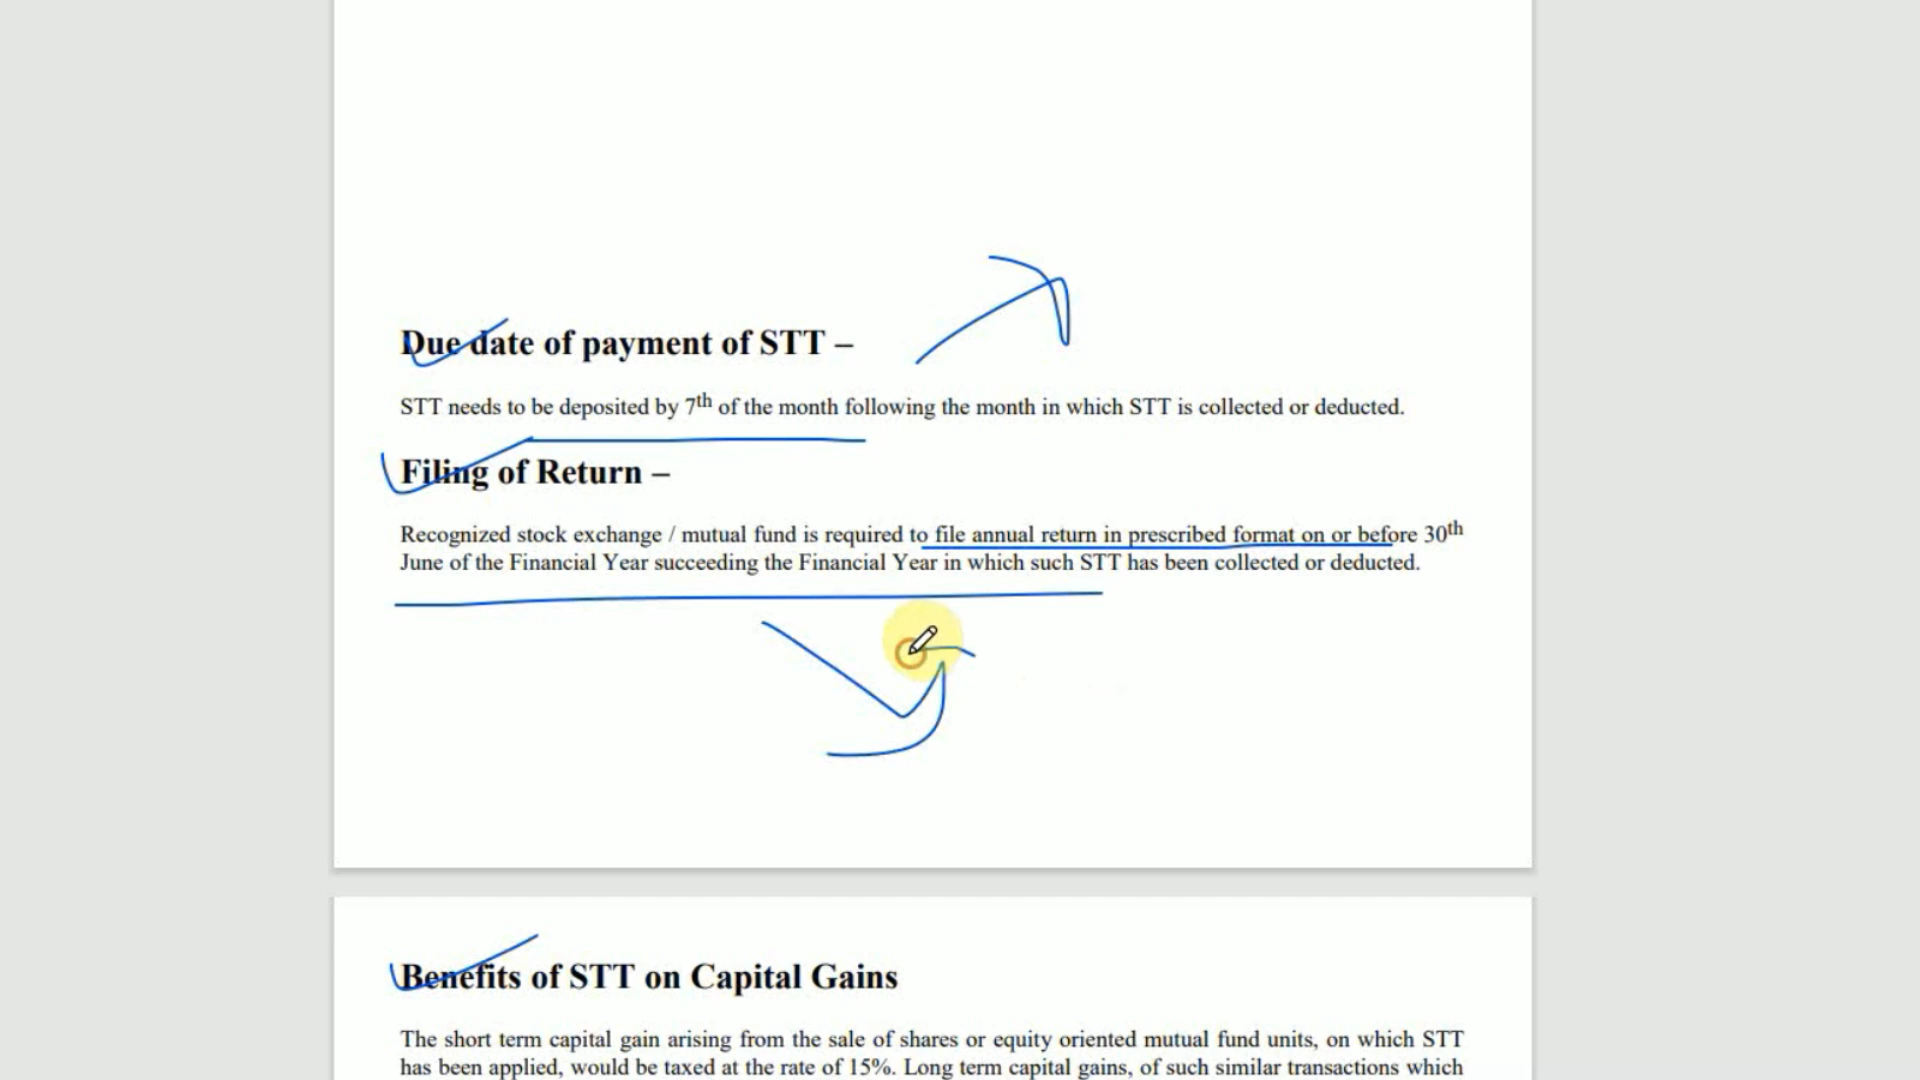 Due date of payment of STT –
STT needs to be deposited by 7th of the month following the month in which STT is collected or deducted.
Filing of Return –
Recognized stock exchange / mutual fund is required to file annual return in prescribed format on or before 30th
June of the Financial Year succeeding the Financial Year in which such STT has been collected or deducted.
Benefits of STT on Capital Gains
The short term capital gain arising from the sale of shares or equity oriented mutual fund units, on which STT
has been applied, would be taxed at the rate of 15%. Long term capital gains, of such similar transactions which